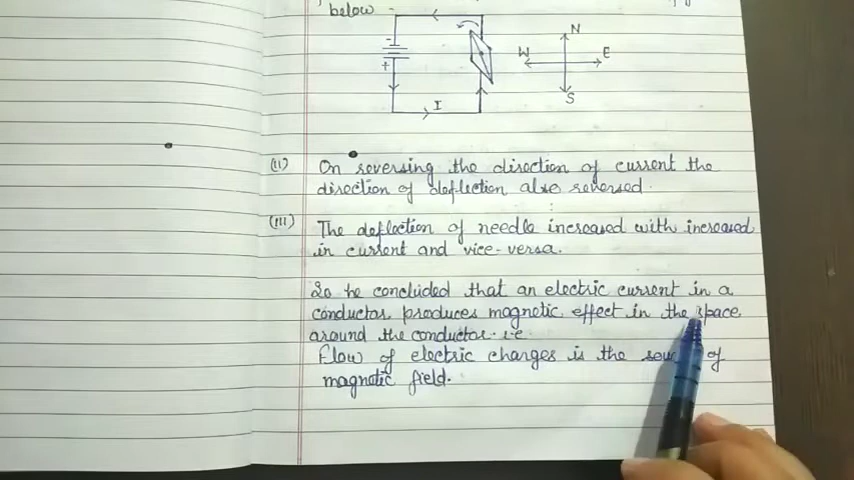 below
-
+
I
N
W E
S
(II) On reversing the direction of current the
direction of deflection also reversed.
(III) The deflection of needle increased with increased
in current and vice-versa.
So he concluded that an electric current in a
conductor produces magnetic effect in the space
around the conductor. i.e
flow of electric charges is the of
magnetic field.